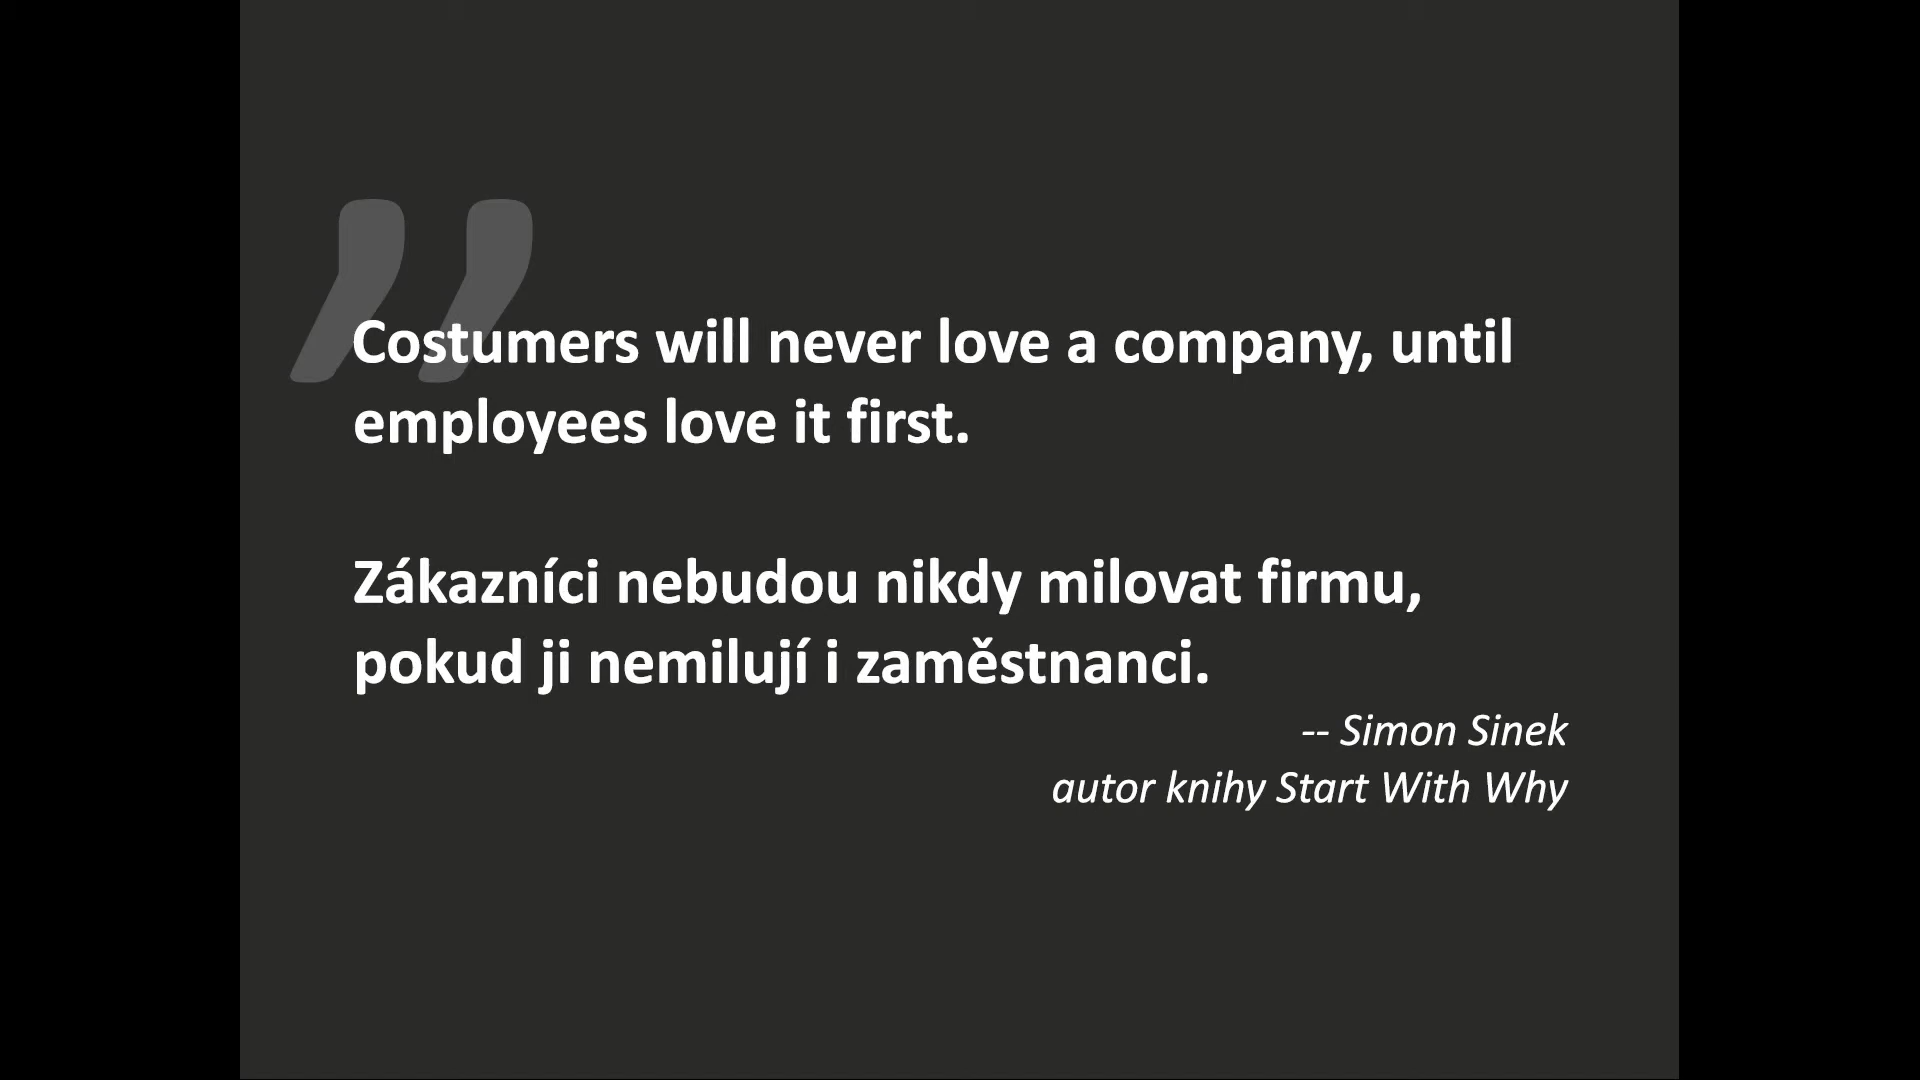 Costumers will never love a company, until
employees love it first.
Zákazníci nebudou nikdy milovat firmu,
pokud ji nemilují i zaměstnanci.
-- Simon Sinek
autor knihy Start With Why